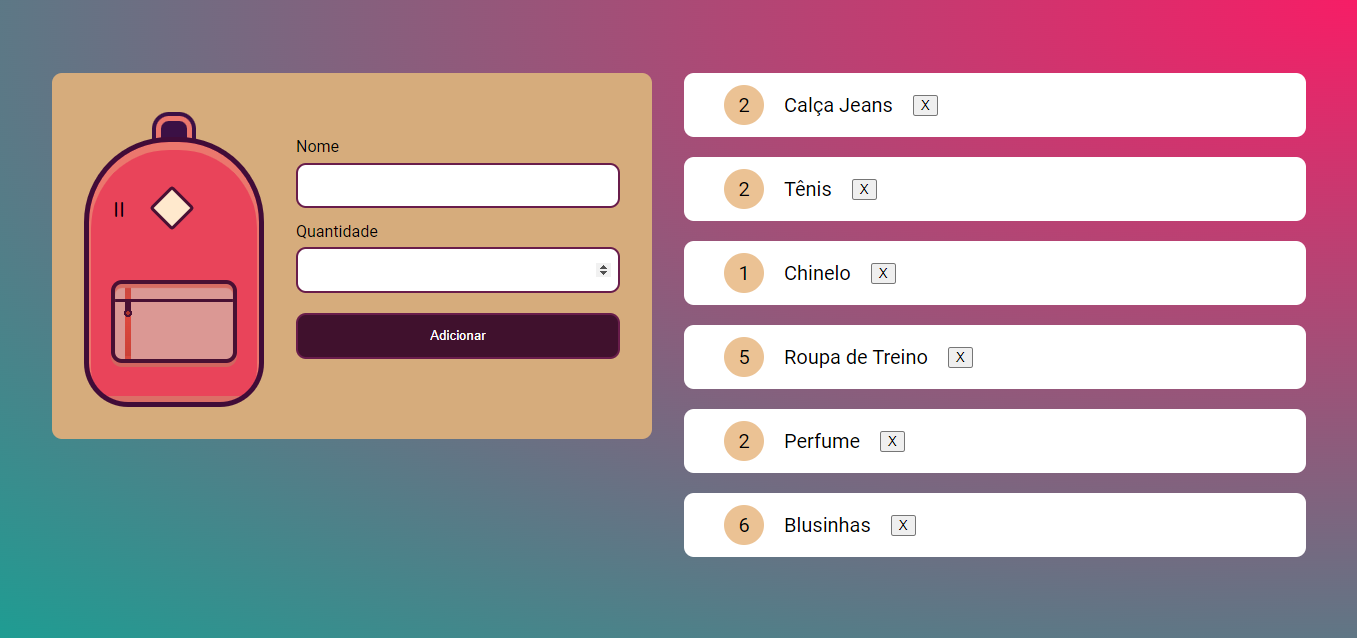 Nome
Quantidade
Adicionar
2 Calça Jeans X
2 Tênis X
1 Chinelo X
5 Roupa de Treino X
2 Perfume X
6 Blusinhas X